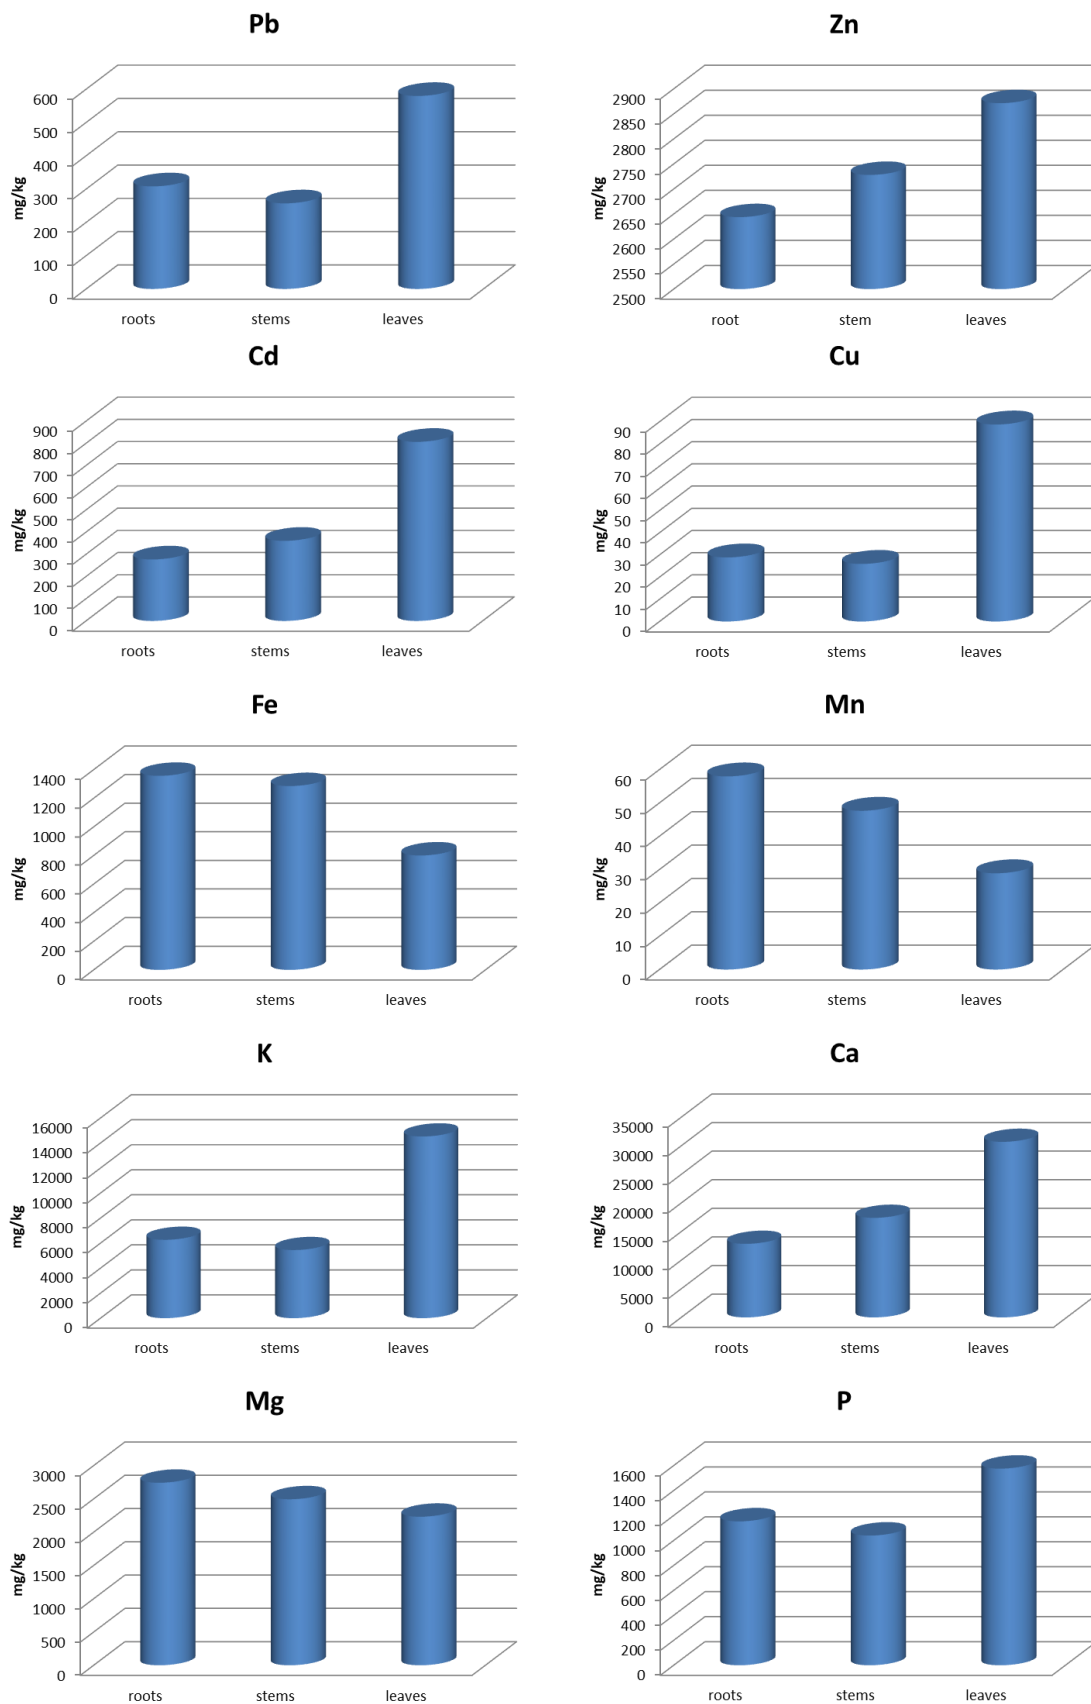 Pb
600
500
400
300
200
100
0
mg/kg
roots stems leaves
Zn
2900
2850
2800
2750
2700
2650
2600
2550
2500
mg/kg
root stem leaves
Cd
900
800
700
600
500
400
300
200
100
0
mg/kg
roots stems leaves
Cu
90
80
70
60
50
40
30
20
10
0
mg/kg
roots stems leaves
Fe
1400
1200
1000
800
600
400
200
0
mg/kg
roots stems leaves
Mn
60
50
40
30
20
10
0
mg/kg
roots stems leaves
K
16000
14000
12000
10000
8000
6000
4000
2000
0
mg/kg
roots stems leaves
Ca
35000
30000
25000
20000
15000
10000
5000
0
mg/kg
roots stems leaves
Mg
3000
2500
2000
1500
1000
500
0
mg/kg
roots stems leaves
P
1600
1400
1200
1000
800
600
400
200
0
mg/kg
roots stems leaves